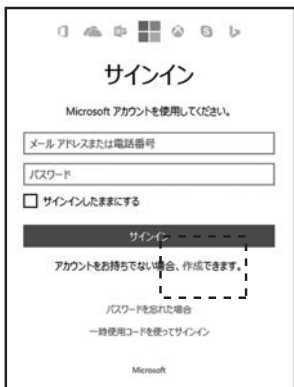 サインイン
Microsoft アカウントを使用してください。
メール アドレスまたは電話番号
パスワード
サインインしたままにする
サインイン
アカウントをお持ちでない場合、作成できます。
パスワードを忘れた場合
一時使用コードを使ってサインイン
Microsoft